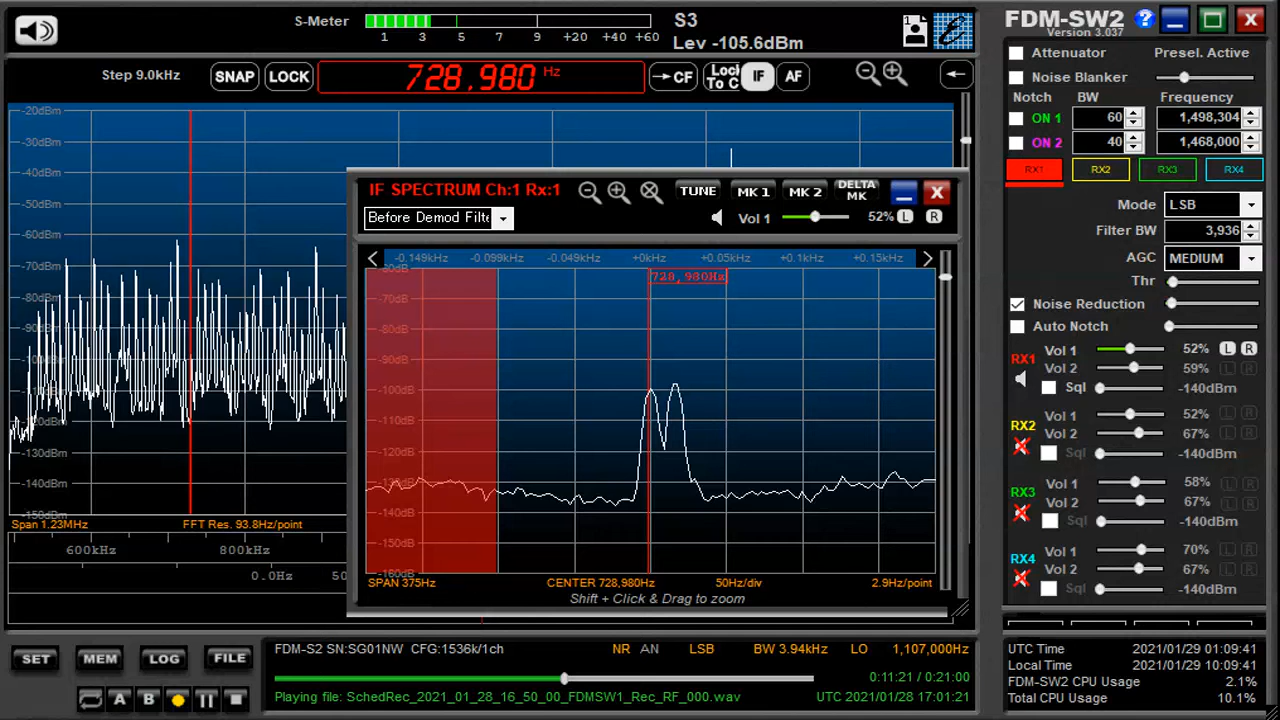 S-Meter
1 3 5 7 9 +20 +40 +60
S3
Lev -105.6dBm
1
FDM-SW2
?
Version 3.037
Step 9.0kHz
SNAP
LOCK
728.980 Hz
→CF
Lock To C
IF
AF
Attenuator
Presel. Active
Noise Blanker
Notch BW Frequency
ON 1 60 1,498,304
ON 2 40 1,468,000
RX1 RX2 RX3 RX4
Mode LSB
Filter BW 3,936
AGC MEDIUM
Thr
Noise Reduction
Auto Notch
RX1
Vol 1 52% L R
Vol 2 59% L R
Sql -140dBm
RX2
Vol 1 52% L R
Vol 2 67% L R
Sql -140dBm
RX3
Vol 1 58% L R
Vol 2 67% L R
Sql -140dBm
RX4
Vol 1 70% L R
Vol 2 67% L R
Sql -140dBm
-20dBm
-30dBm
-40dBm
-50dBm
-60dBm
-70dBm
-80dBm
-90dBm
-100dBm
-110dBm
-120dBm
-130dBm
-140dBm
-150dBm
Span 1.23MHz
FFT Res. 93.8Hz/point
600kHz 800kHz
0.0Hz 50
IF SPECTRUM Ch:1 Rx:1
TUNE
MK 1
MK 2
DELTA MK
X
Before Demod Filte
Vol 1 52% L R
-0.149kHz -0.099kHz -0.049kHz +0kHz +0.05kHz +0.1kHz +0.15kHz
728,980Hz
-60dB
-70dB
-80dB
-90dB
-100dB
-110dB
-120dB
-130dB
-140dB
-150dB
-160dB
SPAN 375Hz
CENTER 728,980Hz
50Hz/div
2.9Hz/point
Shift + Click & Drag to zoom
SET
MEM
LOG
FILE
A B
FDM-S2 SN:SG01NW CFG:1536k/1ch
NR AN LSB BW 3.94kHz LO 1,107,000Hz
0:11:21 / 0:21:00
Playing file: SchedRec_2021_01_28_16_50_00_FDMSW1_Rec_RF_000.wav
UTC 2021/01/28 17:01:21
UTC Time 2021/01/29 01:09:41
Local Time 2021/01/29 10:09:41
FDM-SW2 CPU Usage 2.1%
Total CPU Usage 10.1%